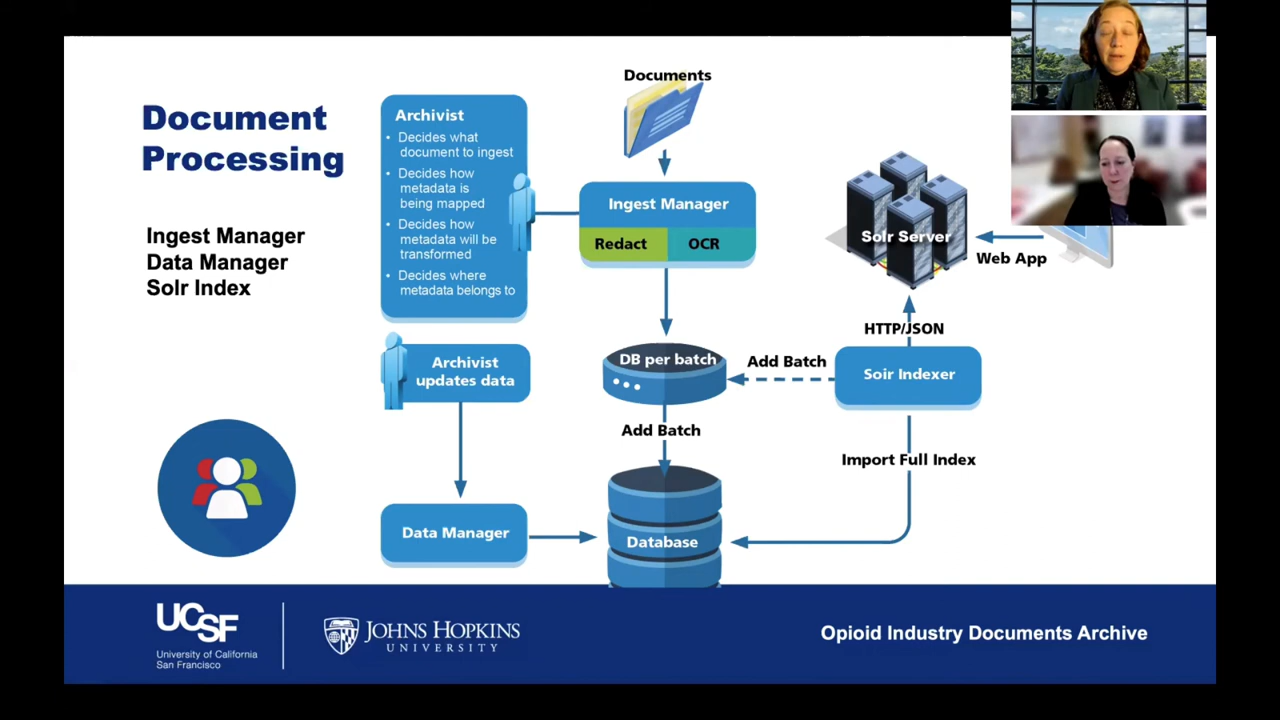 Document
Processing
Ingest Manager
Data Manager
Solr Index
Archivist
• Decides what
document to ingest
• Decides how
metadata is
being mapped
• Decides how
metadata will be
transformed
• Decides where
metadata belongs to
Documents
Ingest Manager
Redact
OCR
Solr Server
Web App
HTTP/JSON
Archivist
updates data
DB per batch
Add Batch
Soir Indexer
Add Batch
Import Full Index
Data Manager
Database
UCSF
University of California
San Francisco
JOHNS HOPKINS
UNIVERSITY
Opioid Industry Documents Archive